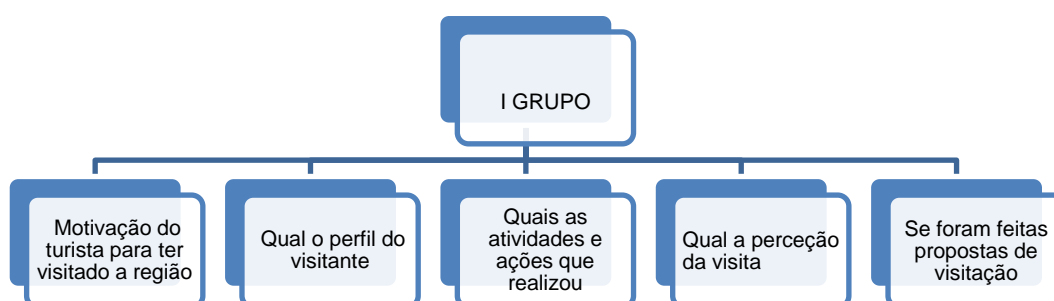 I GRUPO
Motivação do
turista para ter
visitado a região
Qual o perfil do
visitante
Quais as
atividades e
ações que
realizou
Qual a perceção
da visita
Se foram feitas
propostas de
visitação